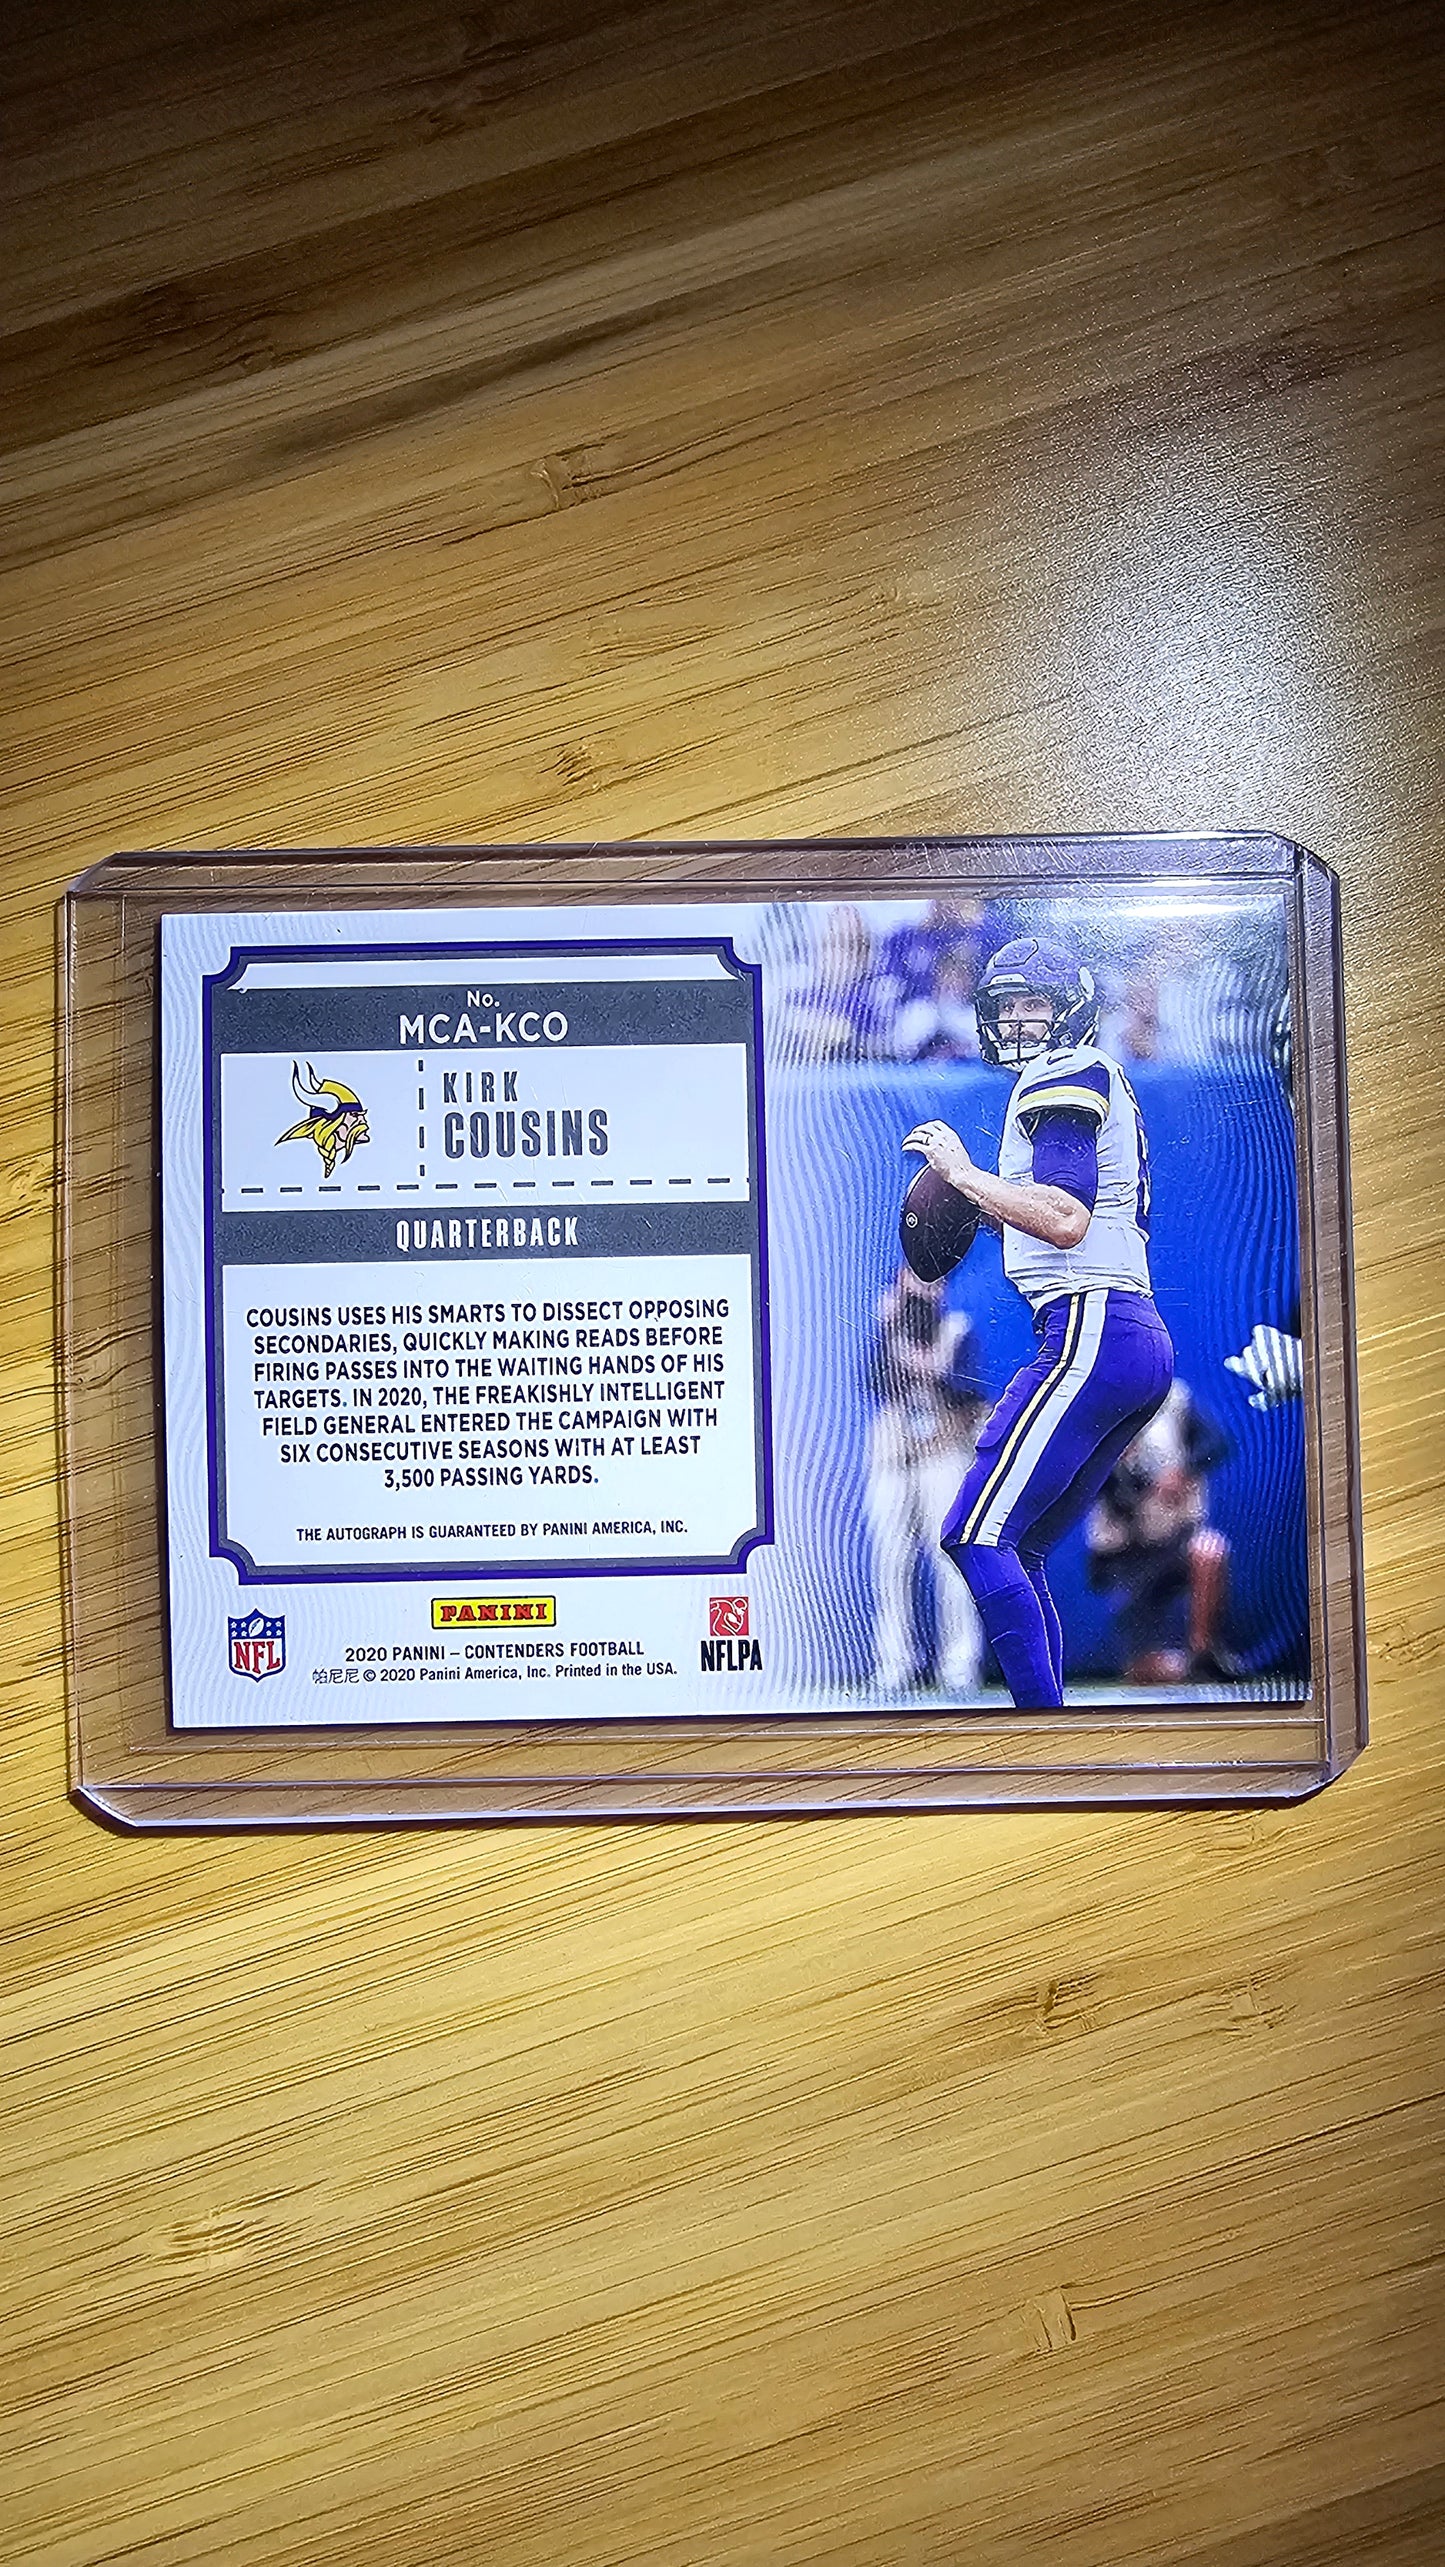 No.
MCA-KCO
KIRK
COUSINS
QUARTERBACK
COUSINS USES HIS SMARTS TO DISSECT OPPOSING
SECONDARIES, QUICKLY MAKING READS BEFORE
FIRING PASSES INTO THE WAITING HANDS OF HIS
TARGETS. IN 2020, THE FREAKISHLY INTELLIGENT
FIELD GENERAL ENTERED THE CAMPAIGN WITH
SIX CONSECUTIVE SEASONS WITH AT LEAST
3,500 PASSING YARDS.
THE AUTOGRAPH IS GUARANTEED BY PANINI AMERICA, INC.
NFL
PANINI
2020 PANINI – CONTENDERS FOOTBALL
帕尼尼 © 2020 Panini America, Inc. Printed in the USA.
NFLPA